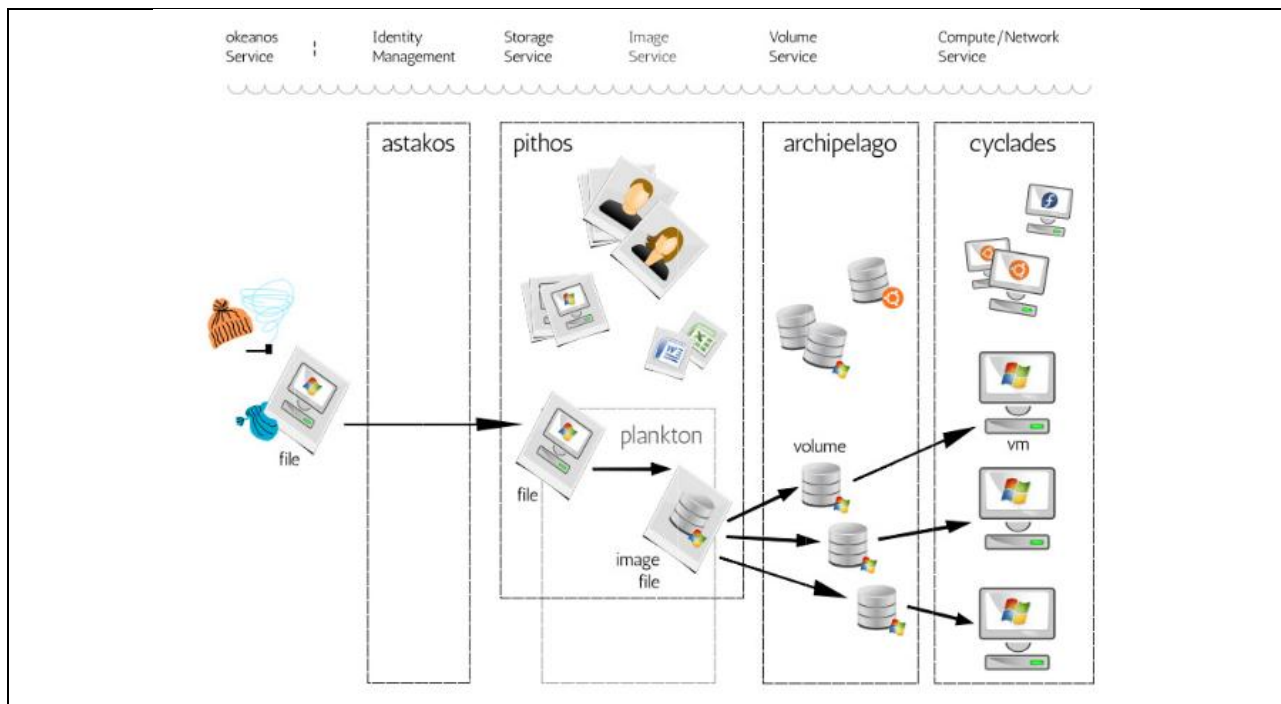 okeanos
Service
Identity
Management
Storage
Service
Image
Service
Volume
Service
Compute/Network
Service
astakos
pithos
archipelago
cyclades
plankton
file
file
image
file
volume
vm